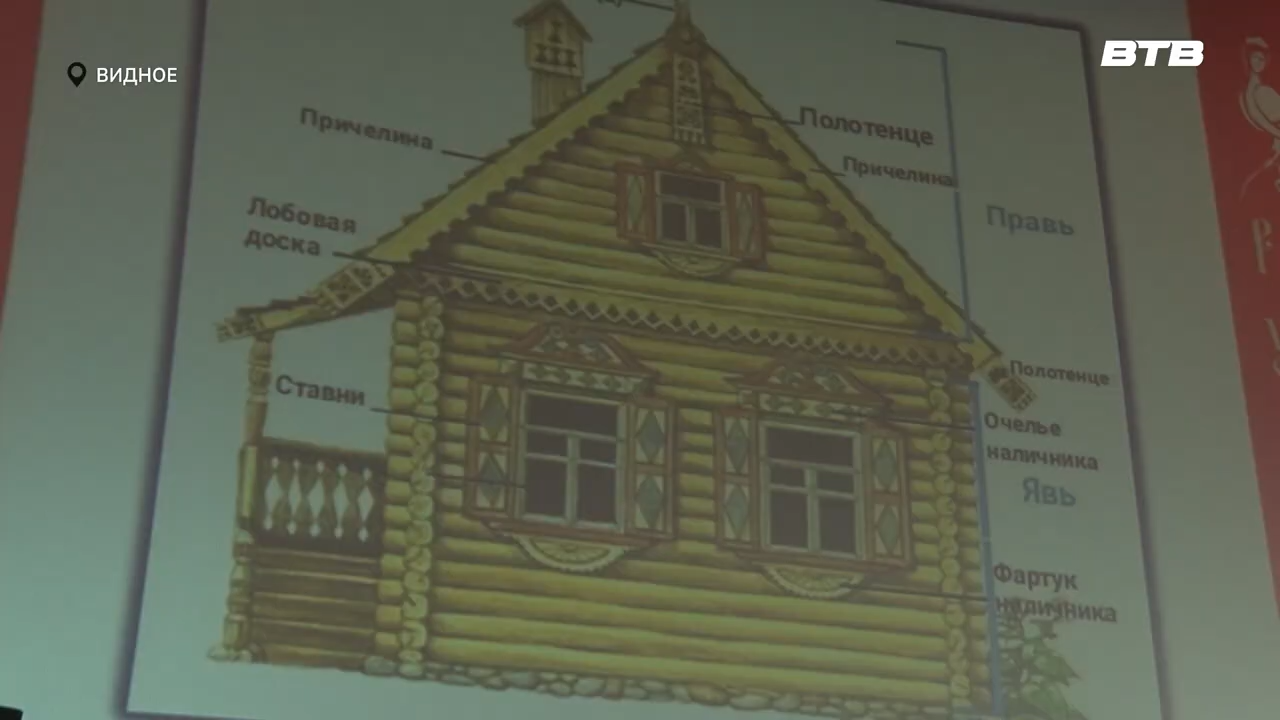 ВИДНОЕ
ВТВ
Причелина
Полотенце
Причелина
Лобовая
доска
Правь
Ставни
Полотенце
Очелье
наличника
Явь
Фартук
наличника